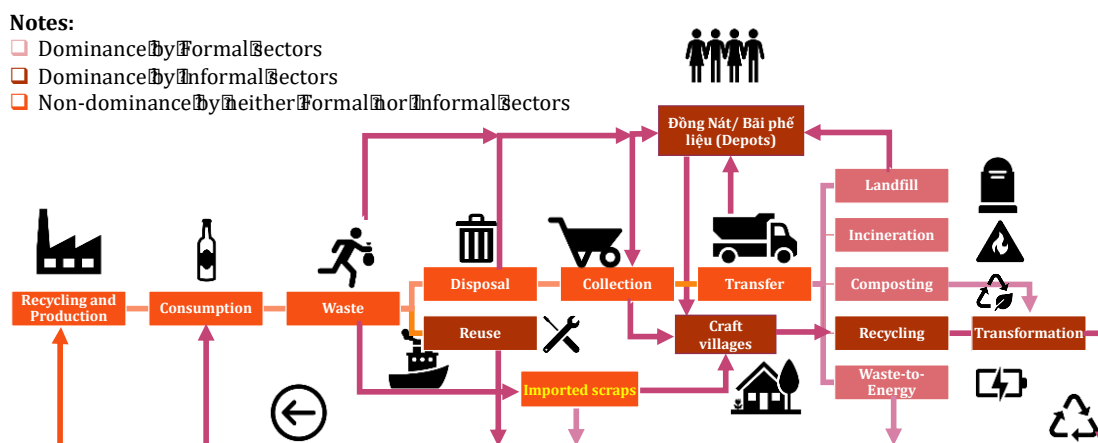 Notes:
Dominance by Formal sectors
Dominance by Informal sectors
Non-dominance by neither Formal nor Informal sectors
Đồng Nát/ Bãi phế
liệu (Depots)
Landfill
Incineration
Disposal
Collection
Transfer
Composting
Recycling and
Production
Consumption
Waste
Reuse
Craft
villages
Recycling
Transformation
Imported scraps
Waste-to-
Energy